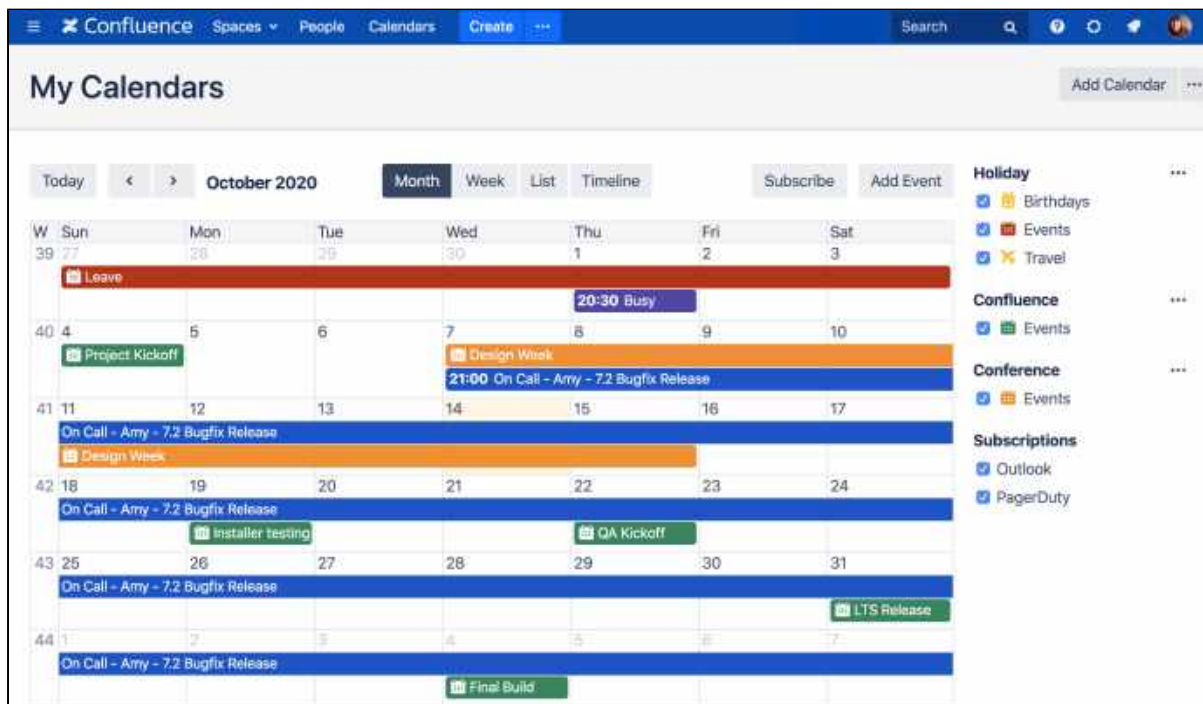 Confluence Spaces People Calendars Create ··· Search
My Calendars
Add Calendar ···
Today < > October 2020 Month Week List Timeline Subscribe Add Event
W Sun Mon Tue Wed Thu Fri Sat
39 27 28 29 30 1 2 3
Leave
20:30 Busy
40 4 5 6 7 8 9 10
Project Kickoff Design Week
21:00 On Call - Amy - 7.2 Bugfix Release
41 11 12 13 14 15 16 17
On Call - Amy - 7.2 Bugfix Release
Design Week
42 18 19 20 21 22 23 24
On Call - Amy - 7.2 Bugfix Release
Installer testing QA Kickoff
43 25 26 27 28 29 30 31
On Call - Amy - 7.2 Bugfix Release
LTS Release
44 1 2 3 4 5 6 7
On Call - Amy - 7.2 Bugfix Release
Final Build
Holiday ···
Birthdays
Events
Travel
Confluence ···
Events
Conference ···
Events
Subscriptions
Outlook
PagerDuty